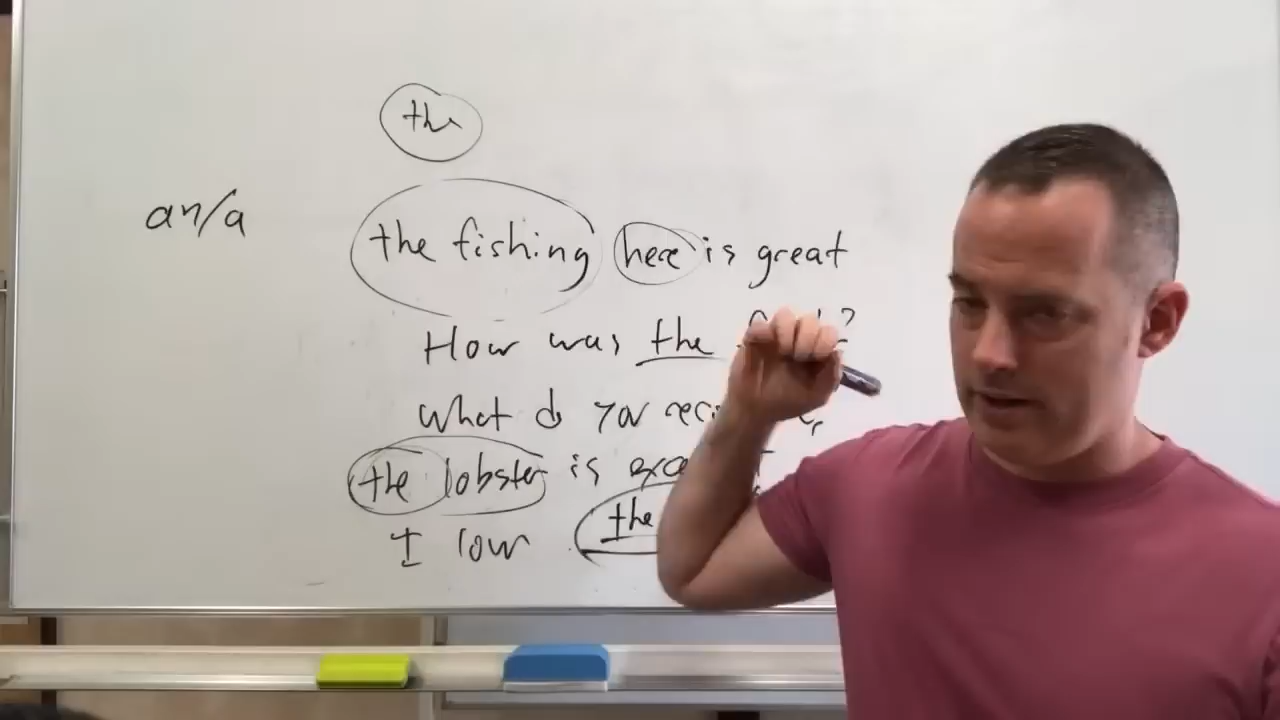 the
an/a
the fishing here is great
How was the
What do you
the lobster is
I love the